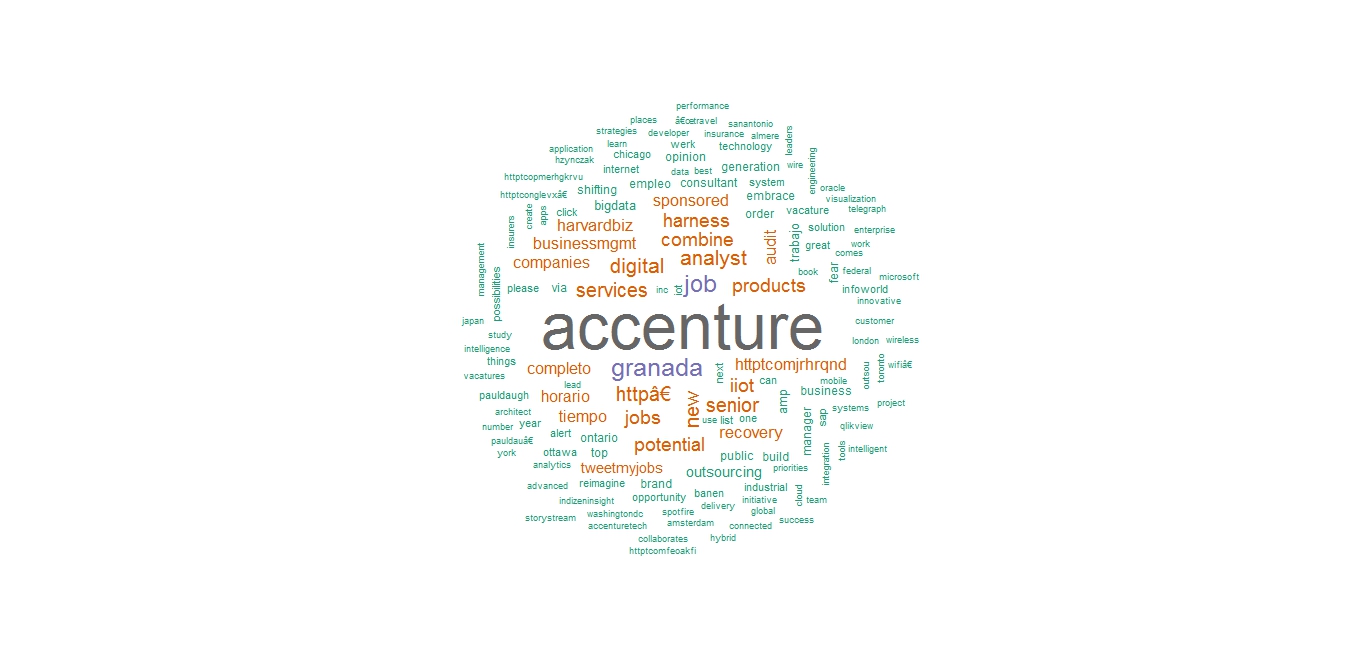 performance
places â€œtravel sanantonio
strategies developer insurance almere
leaders
application learn werk technology
hzynczak chicago opinion
engineering
internet data best generation wire
httptcopmerhgkrvu
shifting empleo consultant system
oracle
httptconglevxâ€ sponsored embrace visualization
create apps click bigdata order vacature telegraph
insurers harvardbiz harness audit trabajo solution enterprise
businessmgmt combine great work
comes
management companies digital analyst book fear federal
possibilities microsoft
please via services inc iot job products infoworld
innovative
japan accenture customer
study
intelligence london wireless
things completo granada next httptcomjrhrqnd outsou toronto wifiâ€
vacatures lead iiot can mobile
pauldaugh horario httpâ€ new senior amp business
architect tiempo jobs use list one manager sap systems project
number year
pauldauâ€ alert ontario potential recovery qlikview
york ottawa top public build integration tools intelligent
analytics tweetmyjobs outsourcing priorities
advanced reimagine brand industrial
indizeninsight opportunity banen initiative cloud team
storystream washingtondc spotfire delivery global
accenturetech amsterdam connected success
collaborates hybrid
httptcomfeoakfi